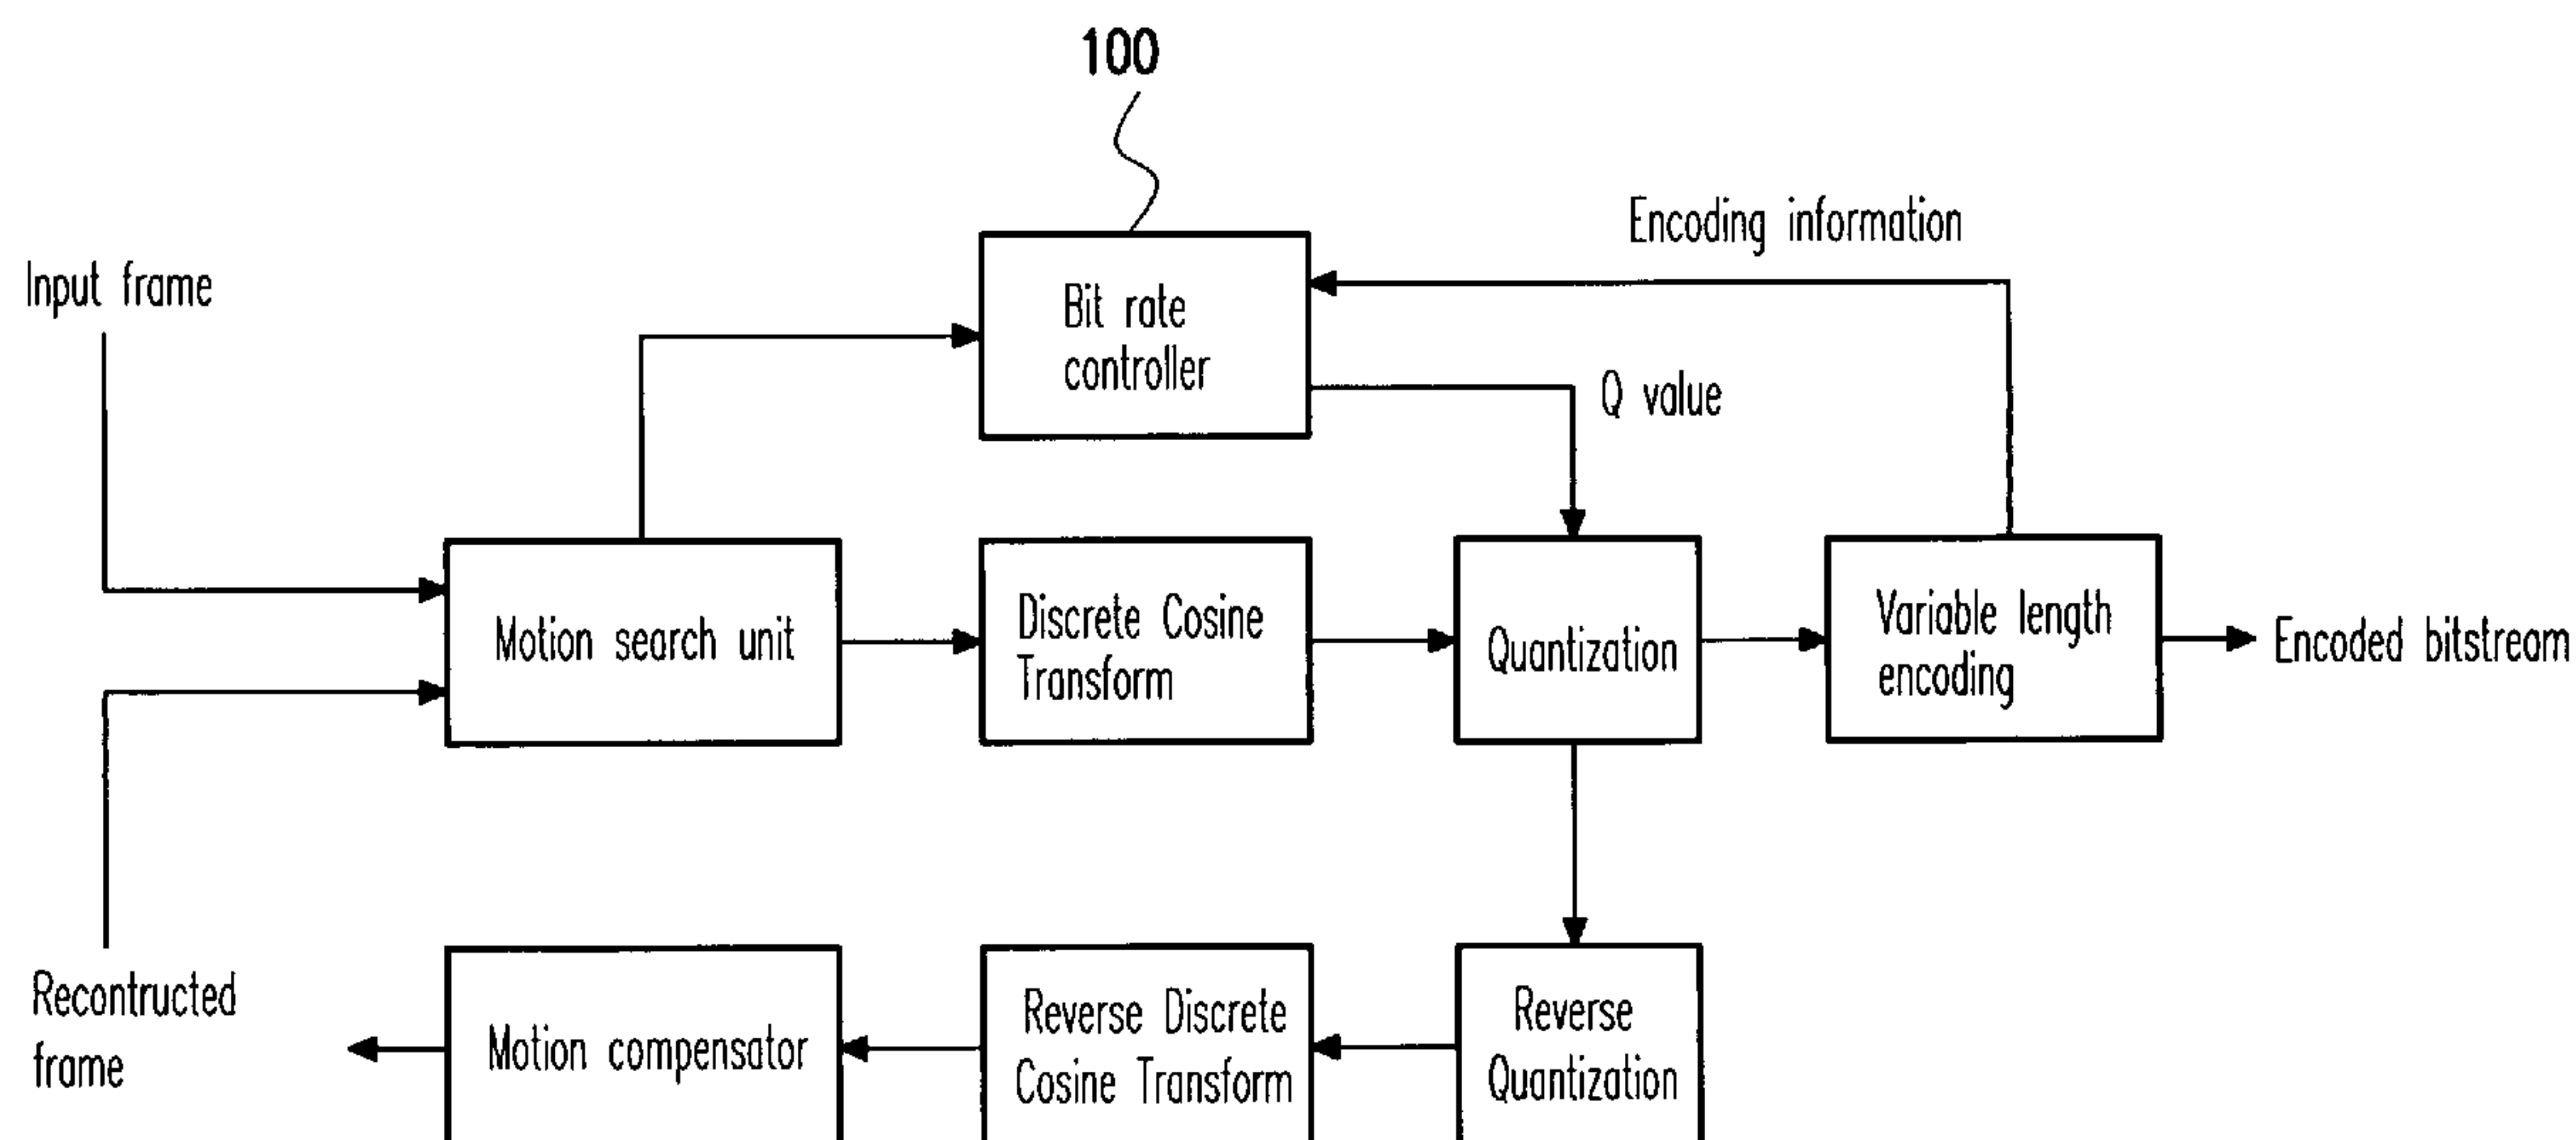 100
Encoding information
Input frame
Bit rate
controller
Q value
Motion search unit
Discrete Cosine
Transform
Quantization
Variable length
encoding
Encoded bitstream
Recontructed
frame
Motion compensator
Reverse Discrete
Cosine Transform
Reverse
Quantization